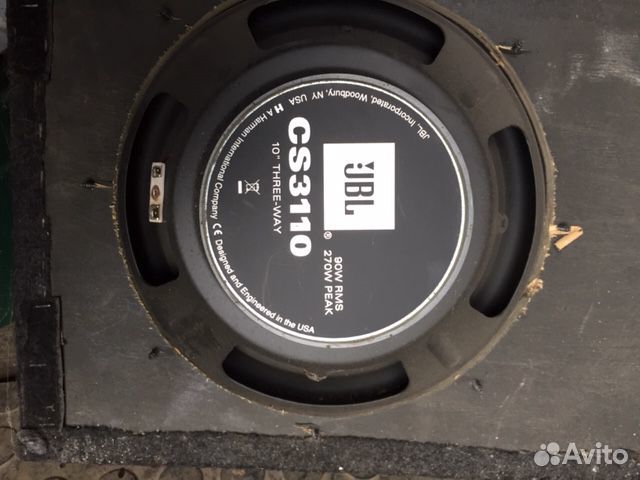 JBL, Incorporated, Woodbury, NY, USA H A Harman International Company CE Designed and Engineered in the USA
JBL®
CS3110
10" THREE-WAY
90W RMS
270W PEAK
Avito